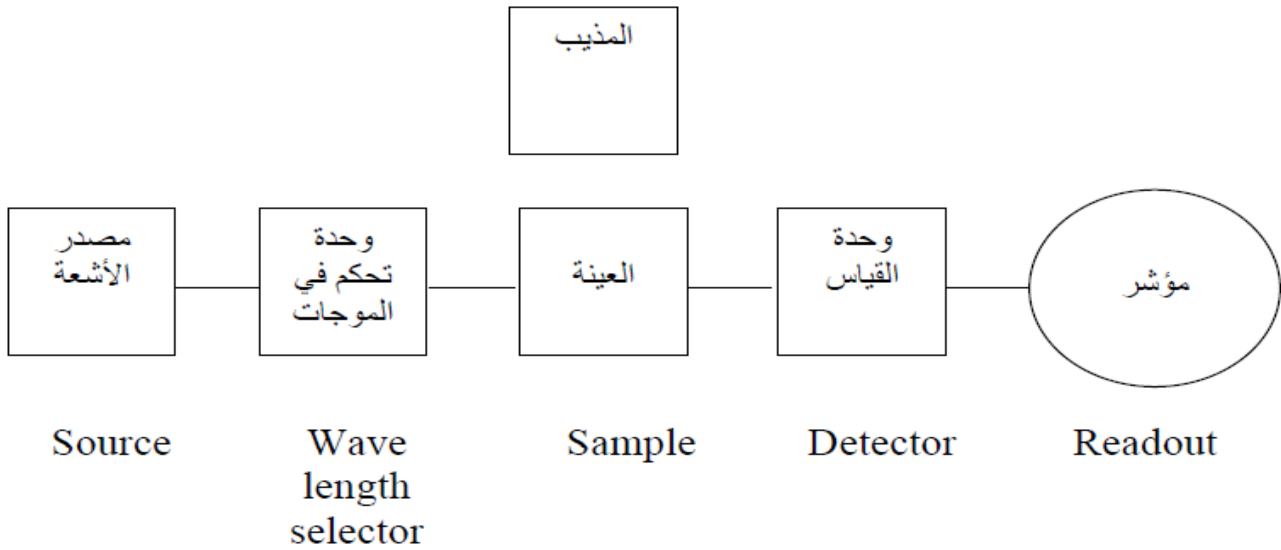 المذيب
مصدر
الأشعة
وحدة
تحكم في
الموجات
العينة
وحدة
القياس
مؤشر
Source
Wave
length
selector
Sample
Detector
Readout